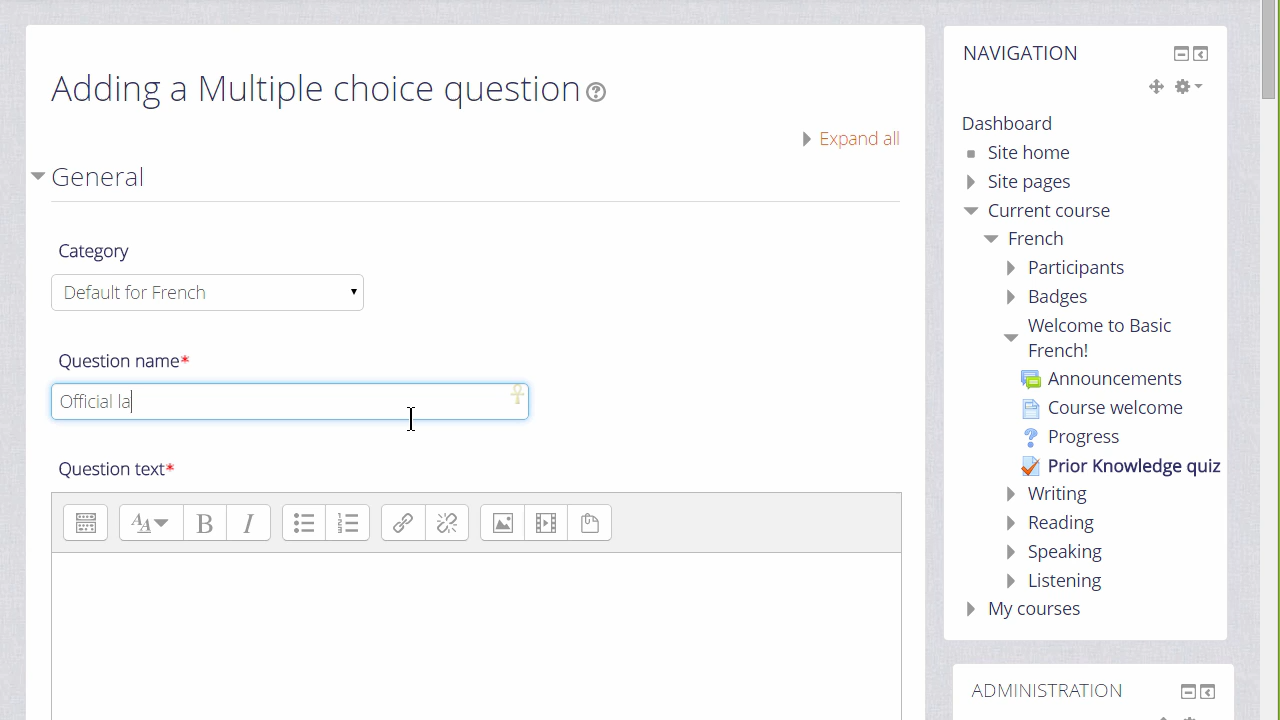 Adding a Multiple choice question
Expand all
General
Category
Default for French
Question name*
Official la
Question text*
NAVIGATION
Dashboard
Site home
Site pages
Current course
French
Participants
Badges
Welcome to Basic
French!
Announcements
Course welcome
Progress
Prior Knowledge quiz
Writing
Reading
Speaking
Listening
My courses
ADMINISTRATION